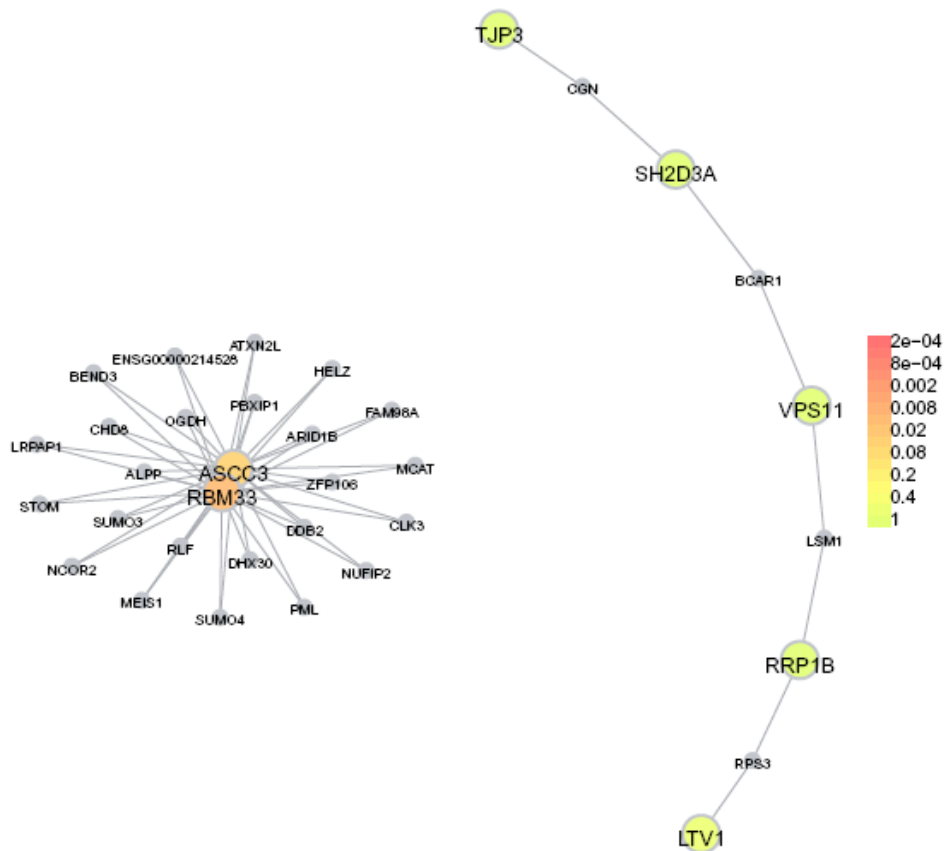 TJP3
CGN
SH2D3A
BCAR1
VPS11
LSM1
RRP1B
RPS3
LTV1
ATXN2L
ENSG00000214528
HELZ
BEND3
PBXIP1
FAM98A
OGDH
CHD8
ARID1B
LRPAP1
MCAT
ALPP
ASCC3
ZFP106
RBM33
STOM
SUMO3
CLK3
DDB2
RLF
DHX30
NCOR2
NUFIP2
MEIS1
PML
SUMO4
2e-04
8e-04
0.002
0.008
0.02
0.08
0.2
0.4
1